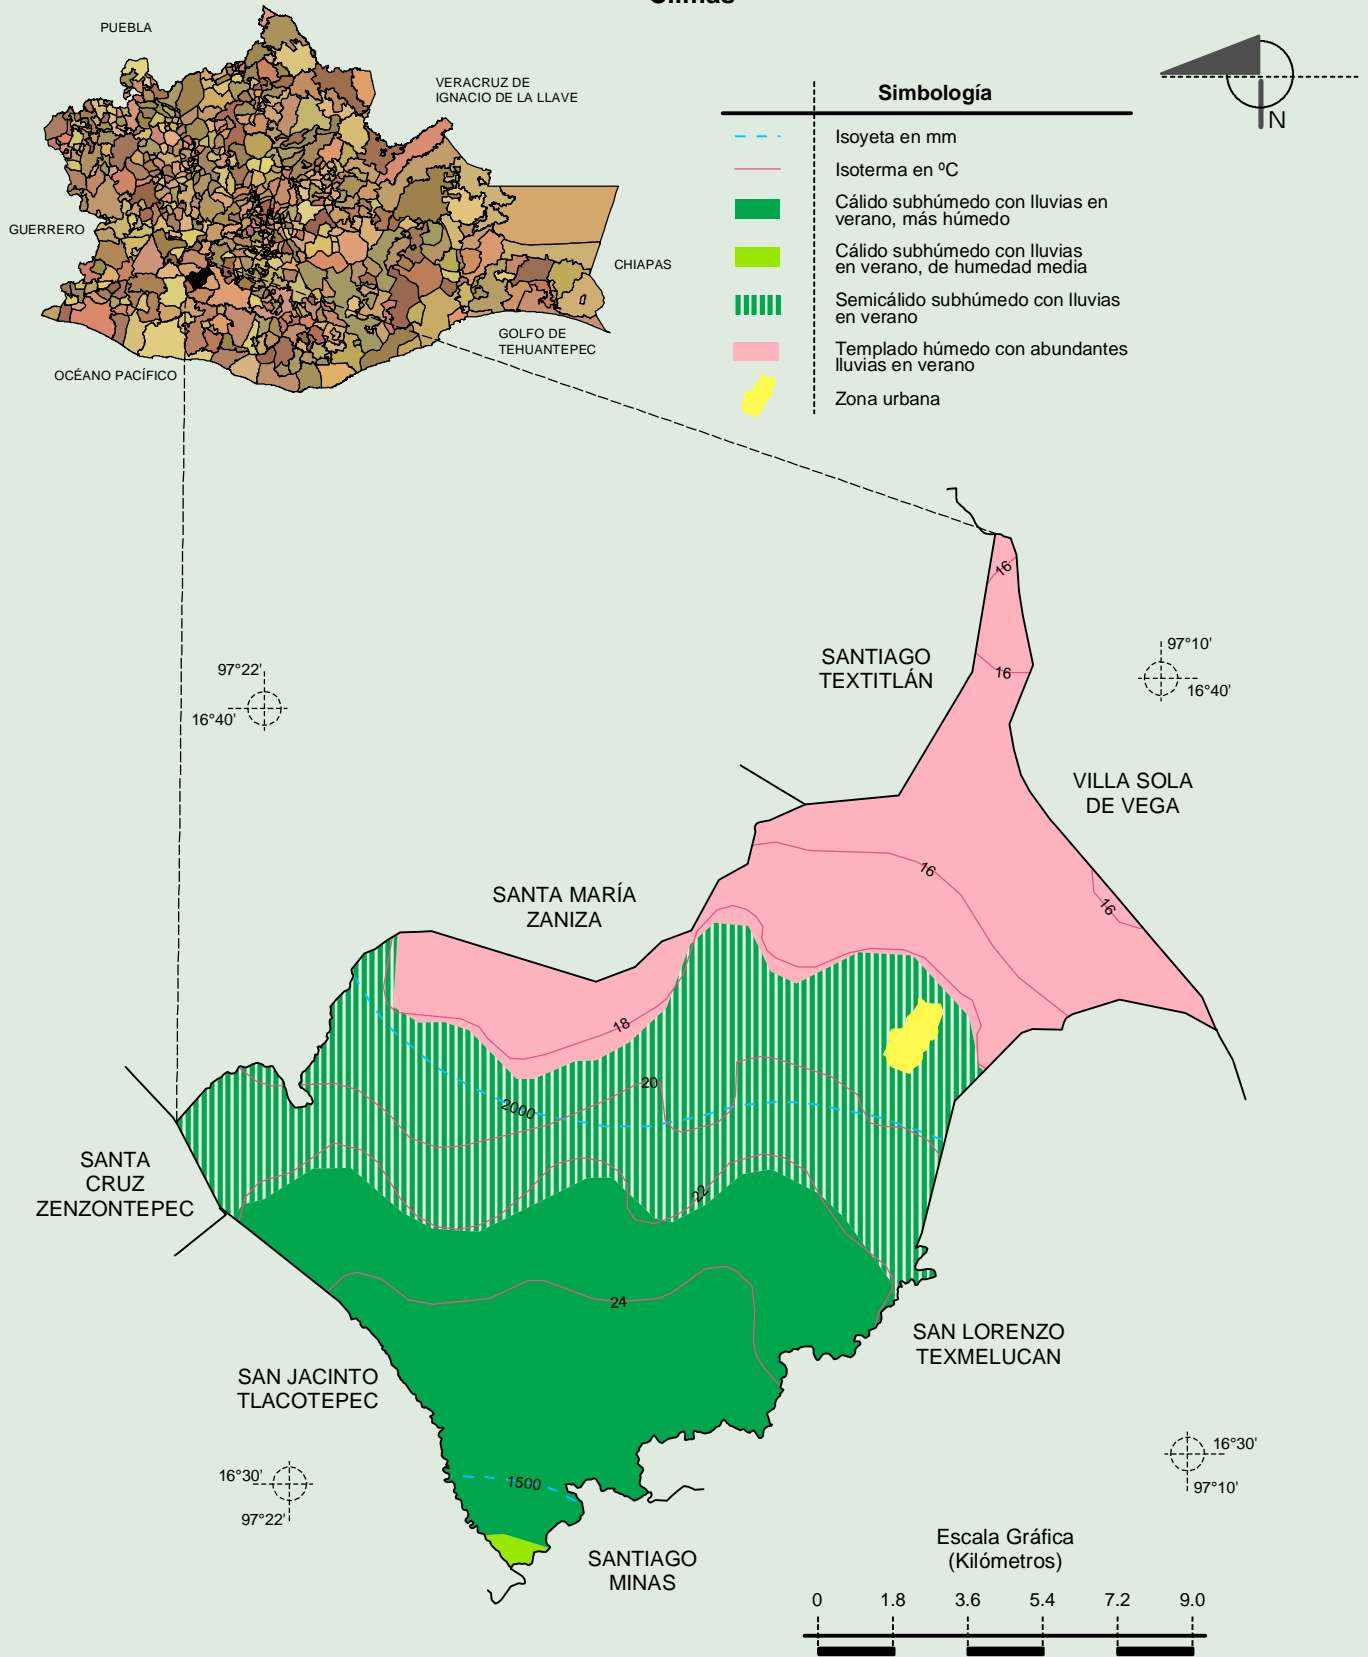 Climas
PUEBLA
VERACRUZ DE
IGNACIO DE LA LLAVE
GUERRERO
CHIAPAS
GOLFO DE
TEHUANTEPEC
OCÉANO PACÍFICO
N
Simbología
Isoyeta en mm
Isoterma en ºC
Cálido subhúmedo con lluvias en
verano, más húmedo
Cálido subhúmedo con lluvias
en verano, de humedad media
Semicálido subhúmedo con lluvias
en verano
Templado húmedo con abundantes
lluvias en verano
Zona urbana
97°22'
16°40'
97°10'
16°40'
SANTIAGO
TEXTITLÁN
VILLA SOLA
DE VEGA
SANTA MARÍA
ZANIZA
16
16
16
16
18
20
2000
22
24
1500
SANTA
CRUZ
ZENZONTEPEC
SAN LORENZO
TEXMELUCAN
SAN JACINTO
TLACOTEPEC
16°30'
97°22'
16°30'
97°10'
SANTIAGO
MINAS
Escala Gráfica
(Kilómetros)
0 1.8 3.6 5.4 7.2 9.0